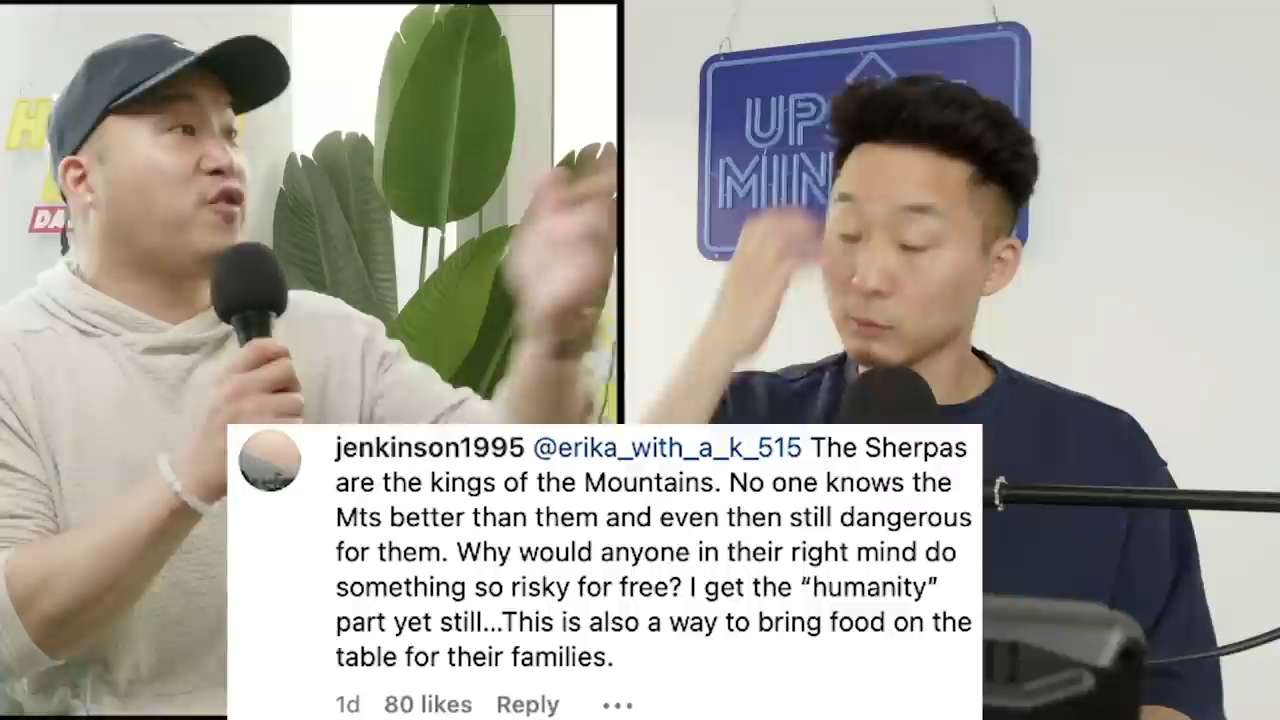 H
DA
UPS
MIN
jenkinson1995 @erika_with_a_k_515 The Sherpas
are the kings of the Mountains. No one knows the
Mts better than them and even then still dangerous
for them. Why would anyone in their right mind do
something so risky for free? I get the “humanity”
part yet still...This is also a way to bring food on the
table for their families.
1d 80 likes Reply ...